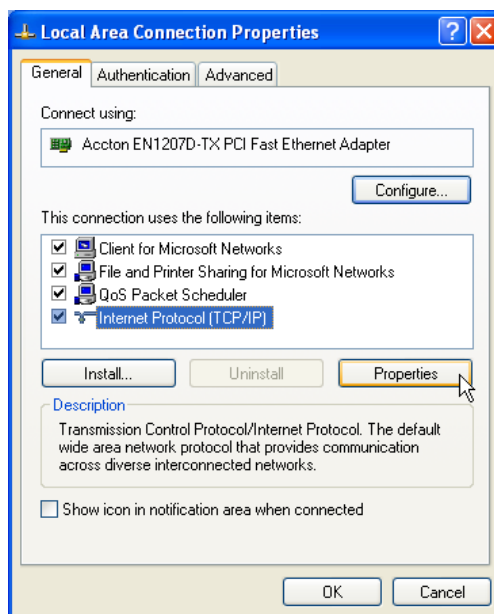 Local Area Connection Properties
General Authentication Advanced
Connect using:
Accton EN1207D-TX PCI Fast Ethernet Adapter
Configure...
This connection uses the following items:
Client for Microsoft Networks
File and Printer Sharing for Microsoft Networks
QoS Packet Scheduler
Internet Protocol (TCP/IP)
Install... Uninstall Properties
Description
Transmission Control Protocol/Internet Protocol. The default
wide area network protocol that provides communication
across diverse interconnected networks.
Show icon in notification area when connected
OK Cancel